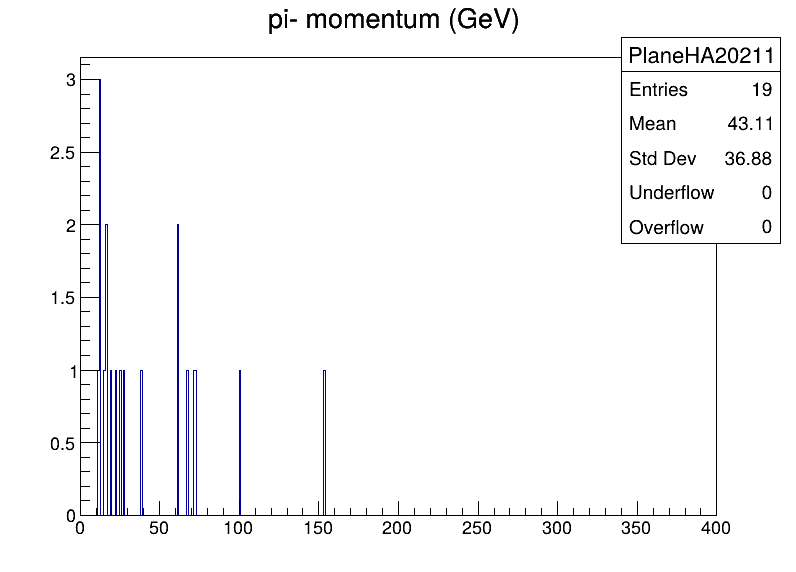 pi- momentum (GeV)
PlaneHA20211
Entries 19
Mean 43.11
Std Dev 36.88
Underflow 0
Overflow 0
3
2.5
2
1.5
1
0.5
0
0 50 100 150 200 250 300 350 400